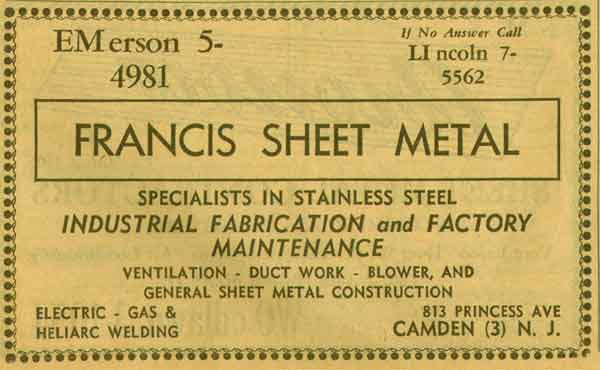 EMerson 5-
4981
If No Answer Call
LIncoln 7-
5562
FRANCIS SHEET METAL
SPECIALISTS IN STAINLESS STEEL
INDUSTRIAL FABRICATION and FACTORY
MAINTENANCE
VENTILATION - DUCT WORK - BLOWER, AND
GENERAL SHEET METAL CONSTRUCTION
ELECTRIC - GAS &
HELIARC WELDING
813 PRINCESS AVE
CAMDEN (3) N. J.